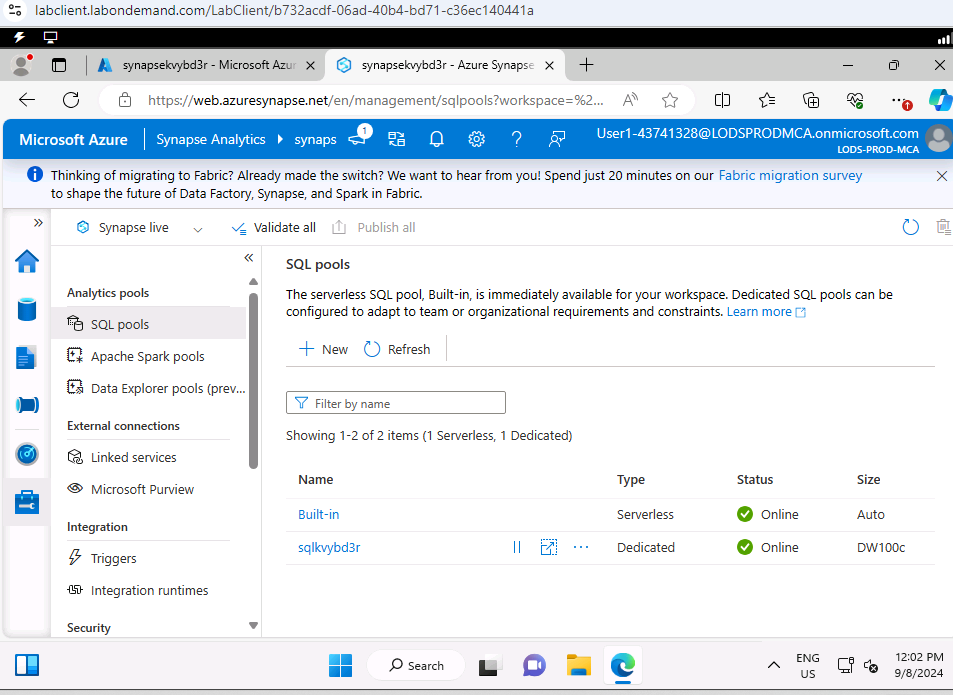 labclient.labondemand.com/LabClient/b732acdf-06ad-40b4-bd71-c36ec140441a
synapsekvybd3r - Microsoft Azur
synapsekvybd3r - Azure Synapse
https://web.azuresynapse.net/en/management/sqlpools?workspace=%2...
Microsoft Azure
Synapse Analytics
synaps
1
User1-43741328@LODSPRODMCA.onmicrosoft.com
LODS-PROD-MCA
Thinking of migrating to Fabric? Already made the switch? We want to hear from you! Spend just 20 minutes on our Fabric migration survey
to shape the future of Data Factory, Synapse, and Spark in Fabric.
Synapse live
Validate all
Publish all
Analytics pools
SQL pools
Apache Spark pools
Data Explorer pools (prev...
External connections
Linked services
Microsoft Purview
Integration
Triggers
Integration runtimes
Security
SQL pools
The serverless SQL pool, Built-in, is immediately available for your workspace. Dedicated SQL pools can be
configured to adapt to team or organizational requirements and constraints. Learn more
New
Refresh
Filter by name
Showing 1-2 of 2 items (1 Serverless, 1 Dedicated)
Name Type Status Size
Built-in Serverless Online Auto
sqlkvybd3r Dedicated Online DW100c
Search
ENG
US
12:02 PM
9/8/2024